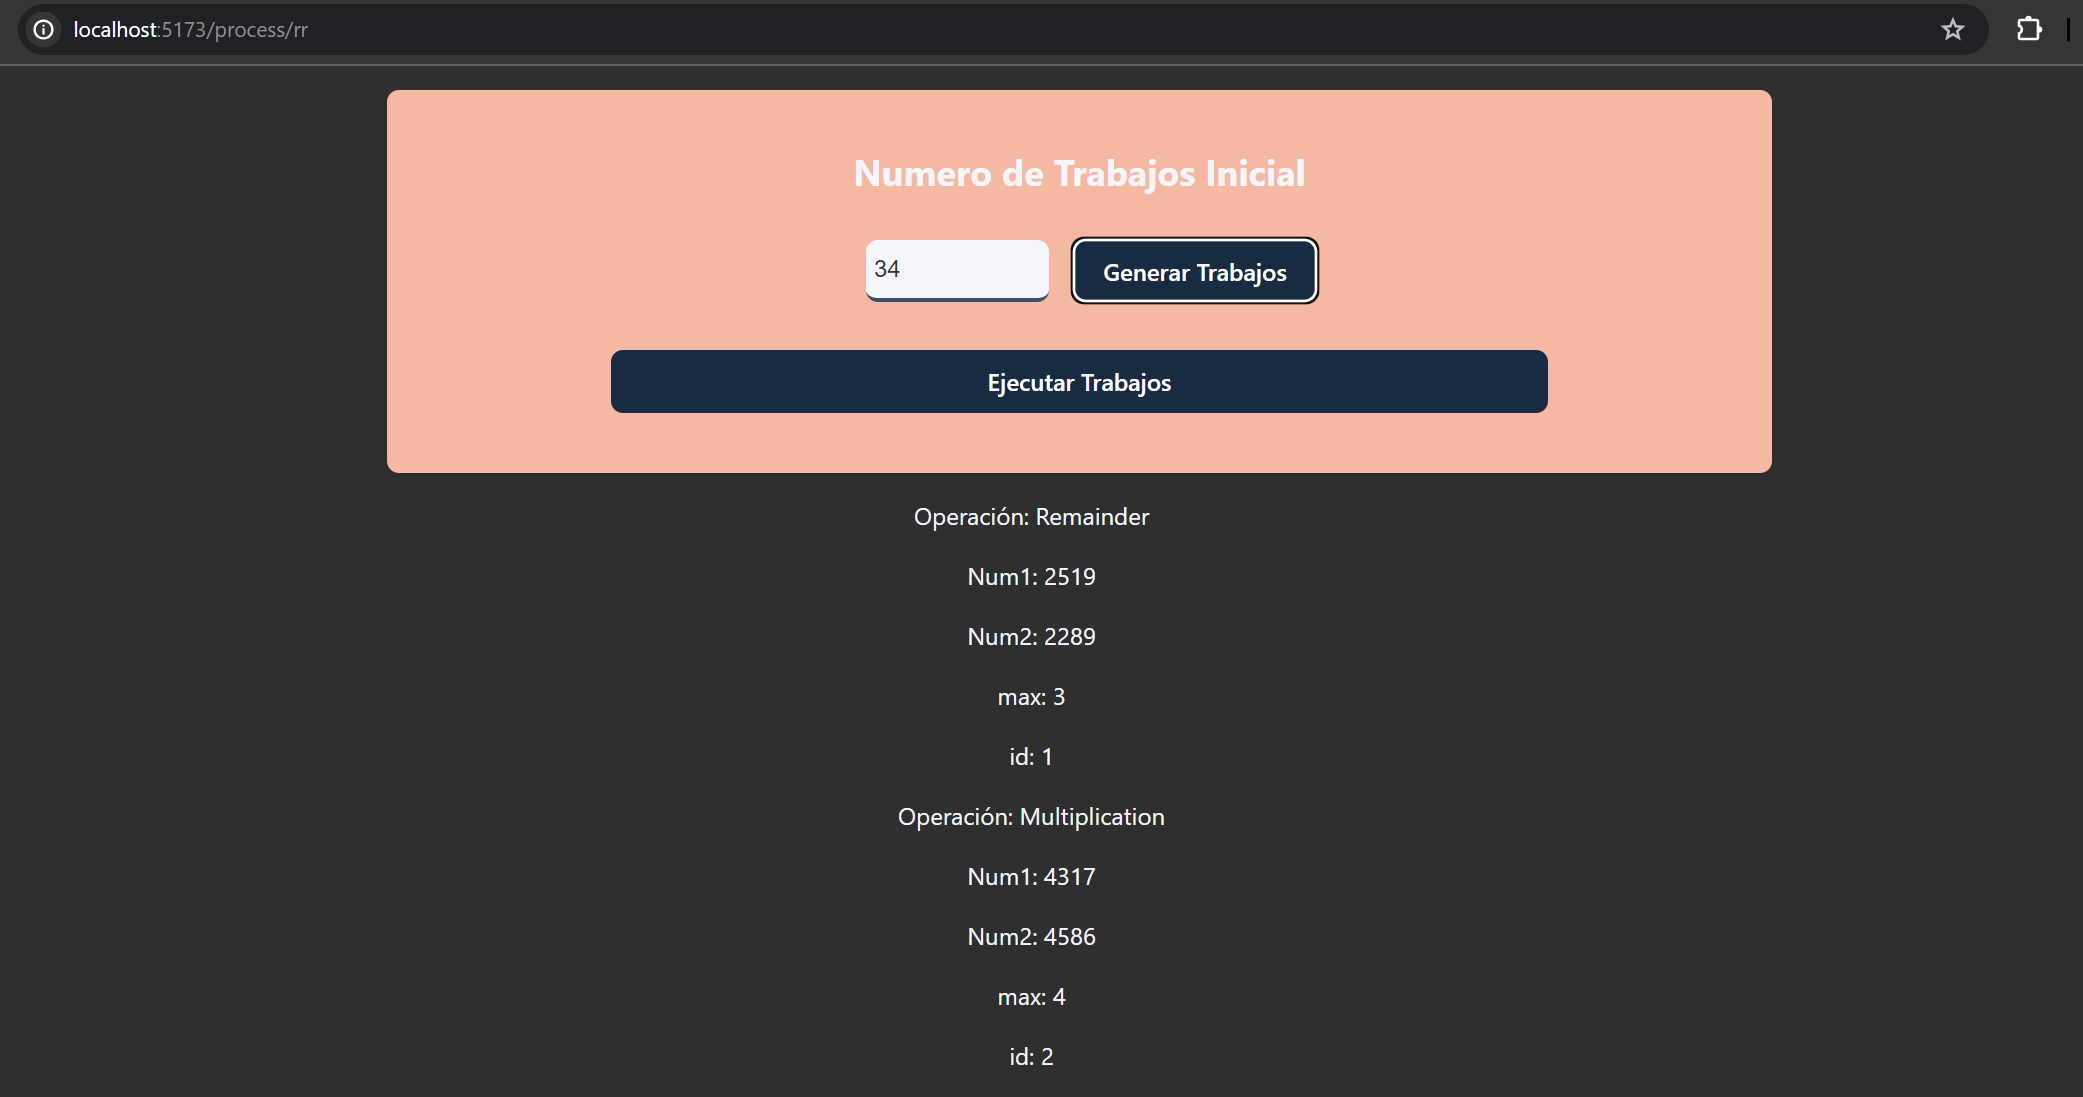 localhost:5173/process/rr
Numero de Trabajos Inicial
34
Generar Trabajos
Ejecutar Trabajos
Operación: Remainder
Num1: 2519
Num2: 2289
max: 3
id: 1
Operación: Multiplication
Num1: 4317
Num2: 4586
max: 4
id: 2